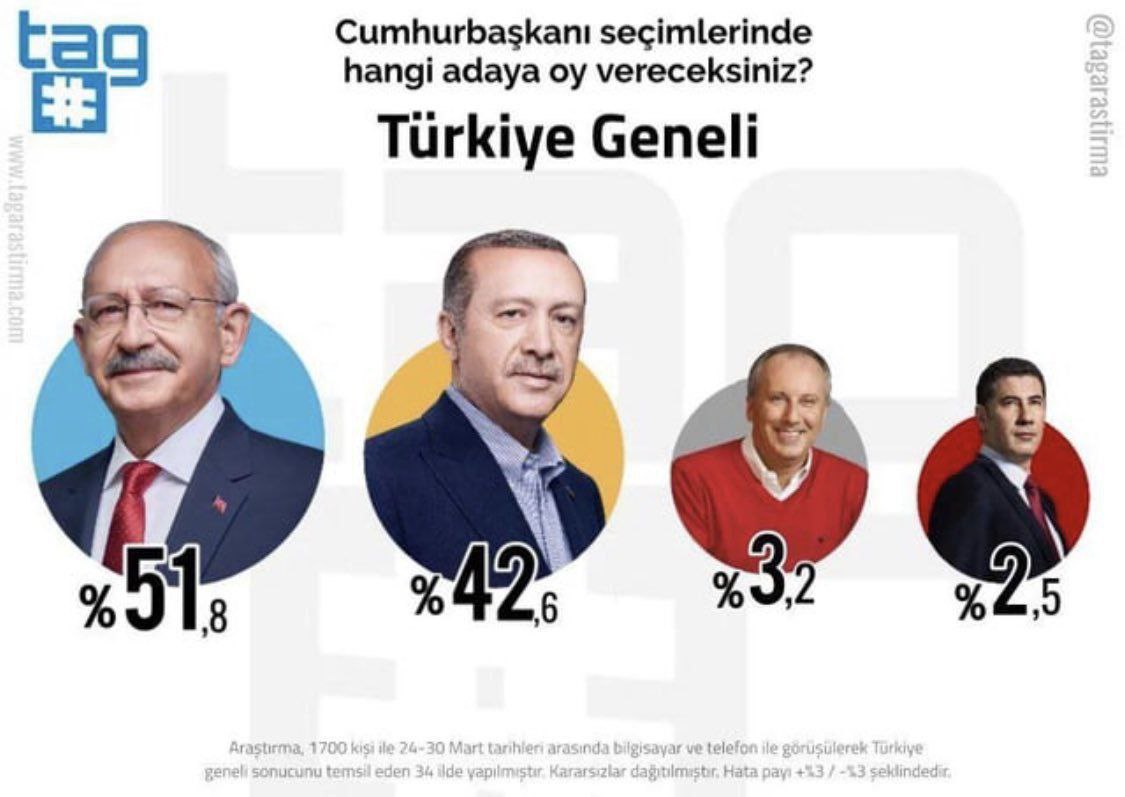 tag
#
Cumhurbaşkanı seçimlerinde
hangi adaya oy vereceksiniz?
Türkiye Geneli
@tagarastirma
www.tagarastirma.com
%51,8
%42,6
%3,2
%2,5
Araştırma, 1700 kişi ile 24-30 Mart tarihleri arasında bilgisayar ve telefon ile görüşülerek Türkiye
geneli sonucunu temsil eden 34 ilde yapılmıştır. Kararsızlar dağıtılmıştır. Hata payı +%3 / -%3 şeklindedir.